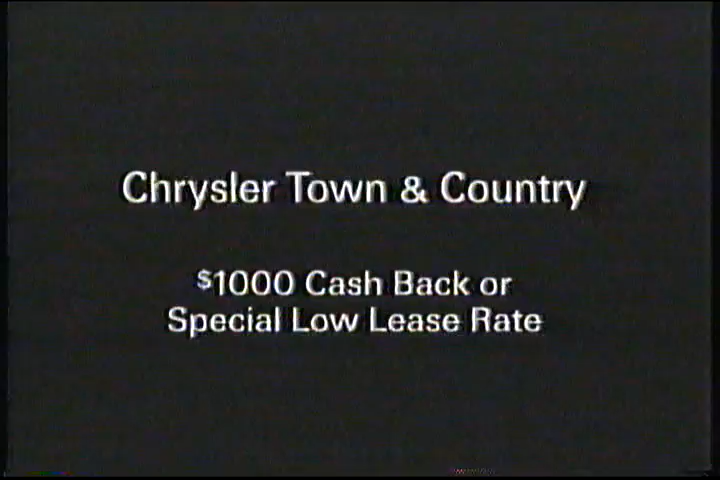 Chrysler Town & Country
$1000 Cash Back or
Special Low Lease Rate